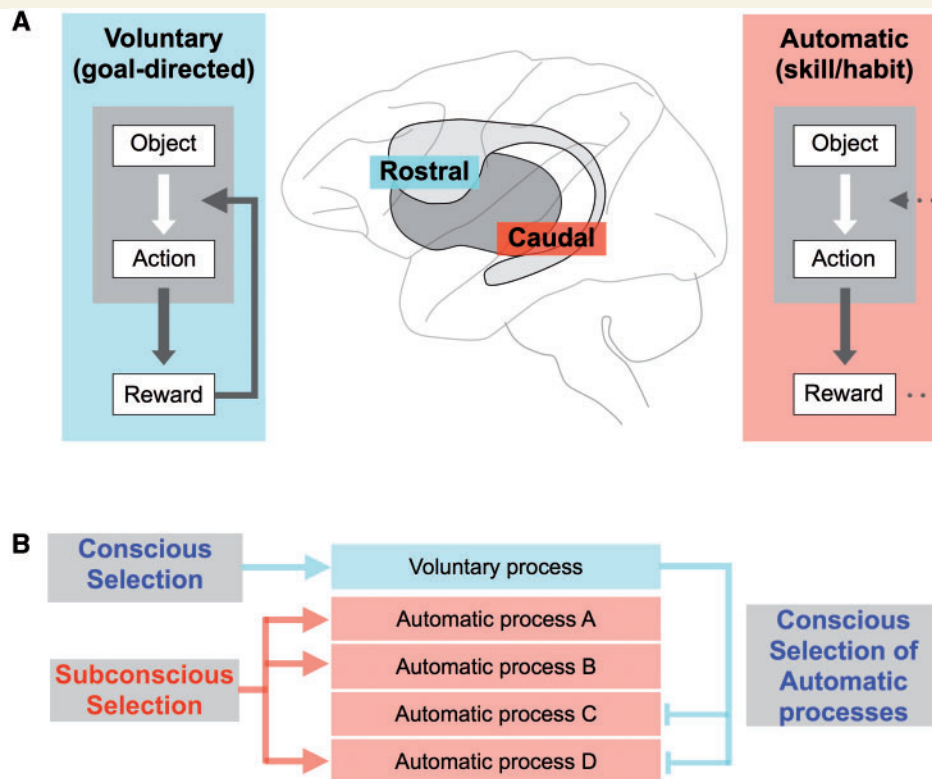 A
Voluntary
(goal-directed)
Object
Action
Reward
Rostral
Caudal
Automatic
(skill/habit)
Object
Action
Reward
B
Conscious
Selection
Subconscious
Selection
Voluntary process
Automatic process A
Automatic process B
Automatic process C
Automatic process D
Conscious
Selection of
Automatic
processes